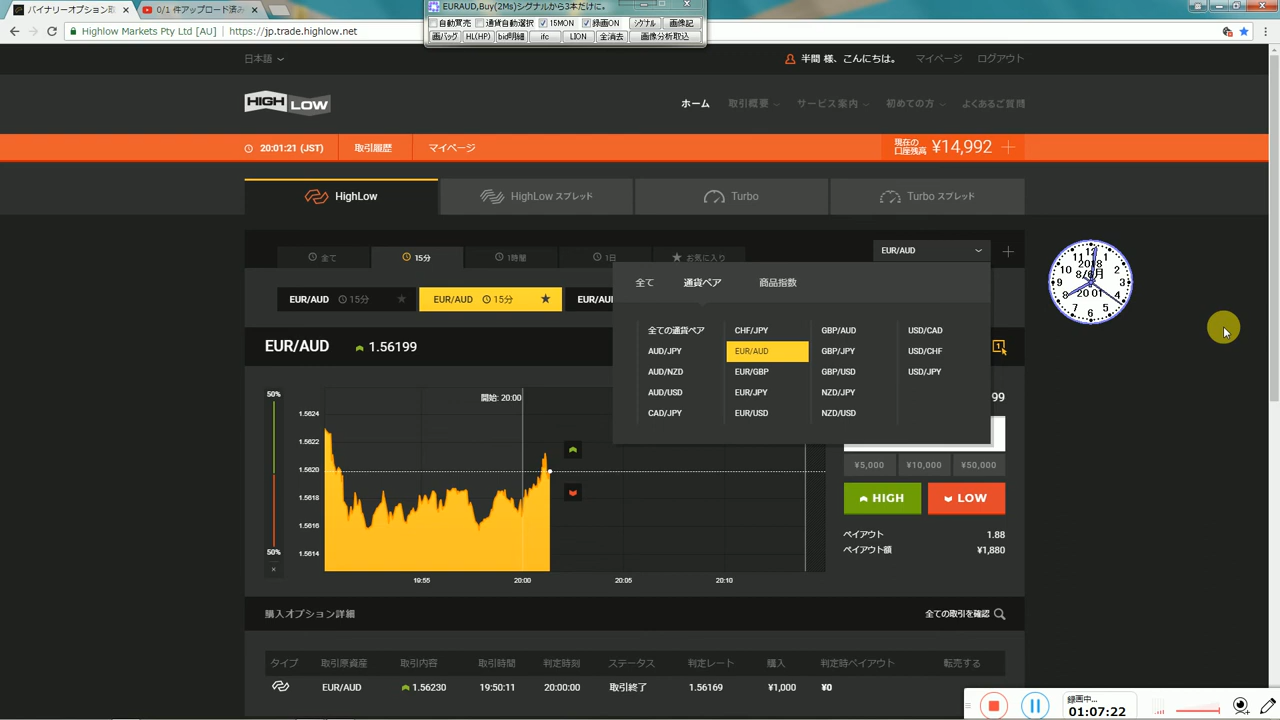 バイナリーオプション取
0/1 件アップロード済み
EURAUD,Buy(2Ms)シグナルから3本だけに。
自動売買 通貨自動選択 15MON 録画ON シグナル 画像記
画バッグ HL(HP) bid明細 ifc LION 全消去 画像分析取込
Highlow Markets Pty Ltd [AU] https://jp.trade.highlow.net
日本語 半間 様、こんにちは。 マイページ ログアウト
HIGH LOW ホーム 取引概要 サービス案内 初めての方 よくあるご質問
20:01:21 (JST) 取引履歴 マイページ 現在の口座残高 ¥14,992
HighLow HighLow スプレッド Turbo Turbo スプレッド
全て 15分 1時間 1日 お気に入り EUR/AUD
全て 通貨ペア 商品指数
EUR/AUD 15分 EUR/AUD 15分 EUR/AU
全ての通貨ペア CHF/JPY GBP/AUD USD/CAD
AUD/JPY EUR/AUD GBP/JPY USD/CHF
AUD/NZD EUR/GBP GBP/USD USD/JPY
AUD/USD EUR/JPY NZD/JPY
CAD/JPY EUR/USD NZD/USD
EUR/AUD 1.56199
1
99
50%
開始: 20:00
1.5624
1.5622
1.5620
1.5618
1.5616
1.5614
50%
19:55 20:00 20:05 20:10
¥5,000 ¥10,000 ¥50,000
HIGH LOW
ペイアウト 1.88
ペイアウト額 ¥1,880
12 1 2 3 4 5 6 7 8 9 10 11
20 01
購入オプション詳細 全ての取引を確認
タイプ 取引原資産 取引内容 取引時間 判定時刻 ステータス 判定レート 購入 判定時ペイアウト 転売する
EUR/AUD 1.56230 19:50:11 20:00:00 取引終了 1.56169 ¥1,000 ¥0
録画中...
01:07:22